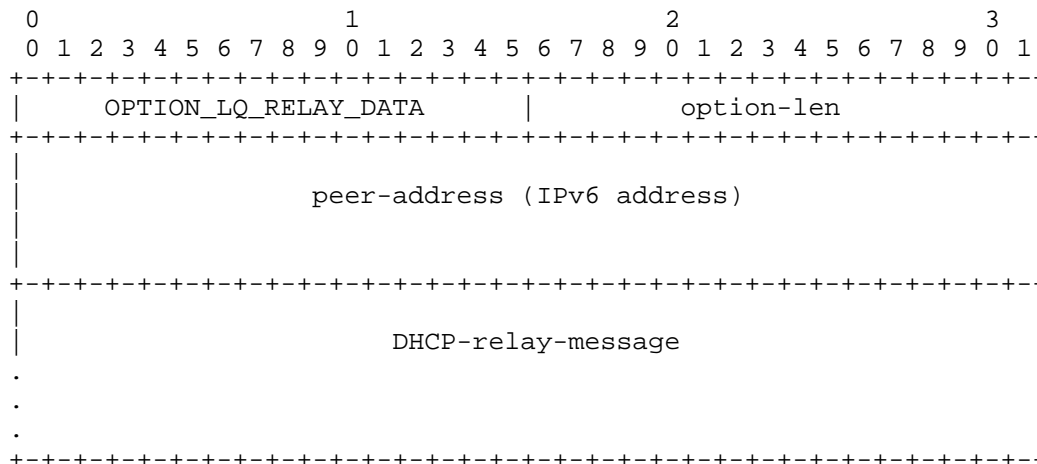 0                   1                   2                   3
 0 1 2 3 4 5 6 7 8 9 0 1 2 3 4 5 6 7 8 9 0 1 2 3 4 5 6 7 8 9 0 1
+-+-+-+-+-+-+-+-+-+-+-+-+-+-+-+-+-+-+-+-+-+-+-+-+-+-+-+-+-+-+-+-
|     OPTION_LQ_RELAY_DATA      |         option-len
+-+-+-+-+-+-+-+-+-+-+-+-+-+-+-+-+-+-+-+-+-+-+-+-+-+-+-+-+-+-+-+-
|
|                  peer-address (IPv6 address)
|
|
+-+-+-+-+-+-+-+-+-+-+-+-+-+-+-+-+-+-+-+-+-+-+-+-+-+-+-+-+-+-+-+-
|
|                       DHCP-relay-message
.
.
.
+-+-+-+-+-+-+-+-+-+-+-+-+-+-+-+-+-+-+-+-+-+-+-+-+-+-+-+-+-+-+-+-